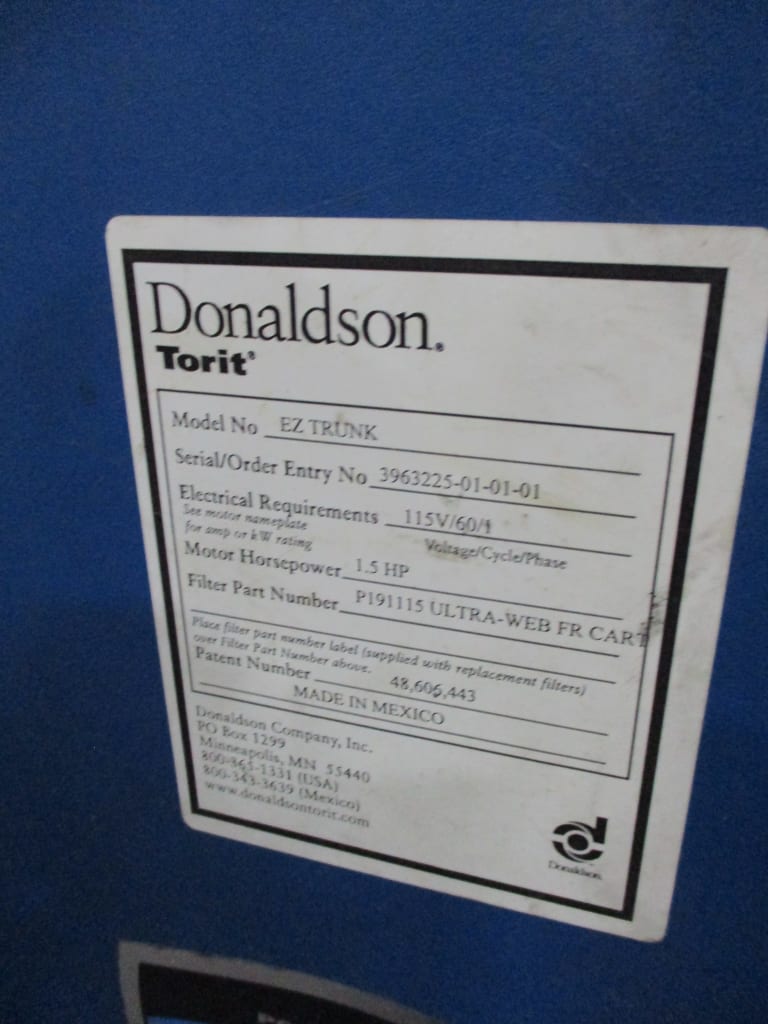 Donaldson®
Torit®
Model No EZ TRUNK
Serial/Order Entry No 3963225-01-01-01
Electrical Requirements 115V/60/1
See motor nameplate
for amp or kW rating
Voltage/Cycle/Phase
Motor Horsepower 1.5 HP
Filter Part Number P191115 ULTRA-WEB FR CART
Place filter part number label (supplied with replacement filters)
over Filter Part Number above.
Patent Number 48,606,443
MADE IN MEXICO
Donaldson Company, Inc.
PO Box 1299
Minneapolis, MN 55440
800-365-1331 (USA)
800-343-3639 (Mexico)
www.donaldsontorit.com
Donaldson